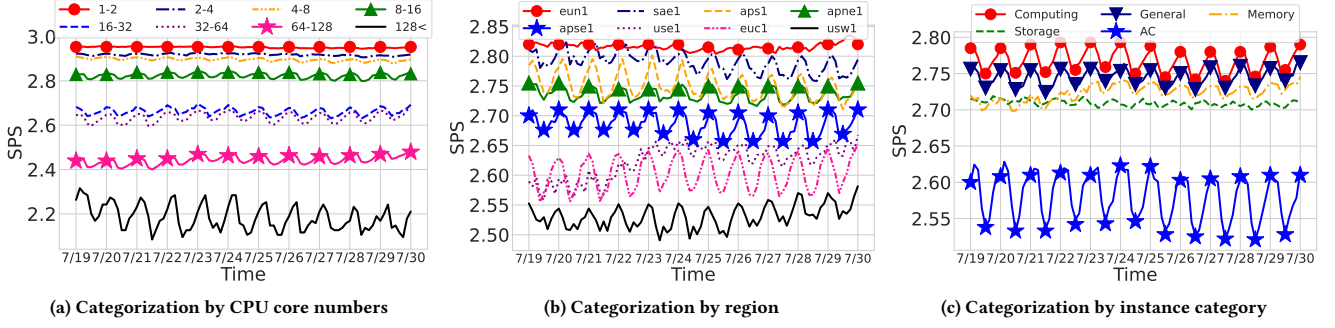 1-2 2-4 4-8 8-16
16-32 32-64 64-128 128<
SPS
3.0
2.8
2.6
2.4
2.2
7/19 7/20 7/21 7/22 7/23 7/24 7/25 7/26 7/27 7/28 7/29 7/30
Time
(a) Categorization by CPU core numbers
eun1 sae1 aps1 apne1
apse1 use1 euc1 usw1
SPS
2.85
2.80
2.75
2.70
2.65
2.60
2.55
2.50
7/19 7/20 7/21 7/22 7/23 7/24 7/25 7/26 7/27 7/28 7/29 7/30
Time
(b) Categorization by region
Computing General Memory
Storage AC
SPS
2.80
2.75
2.70
2.65
2.60
2.55
7/19 7/20 7/21 7/22 7/23 7/24 7/25 7/26 7/27 7/28 7/29 7/30
Time
(c) Categorization by instance category